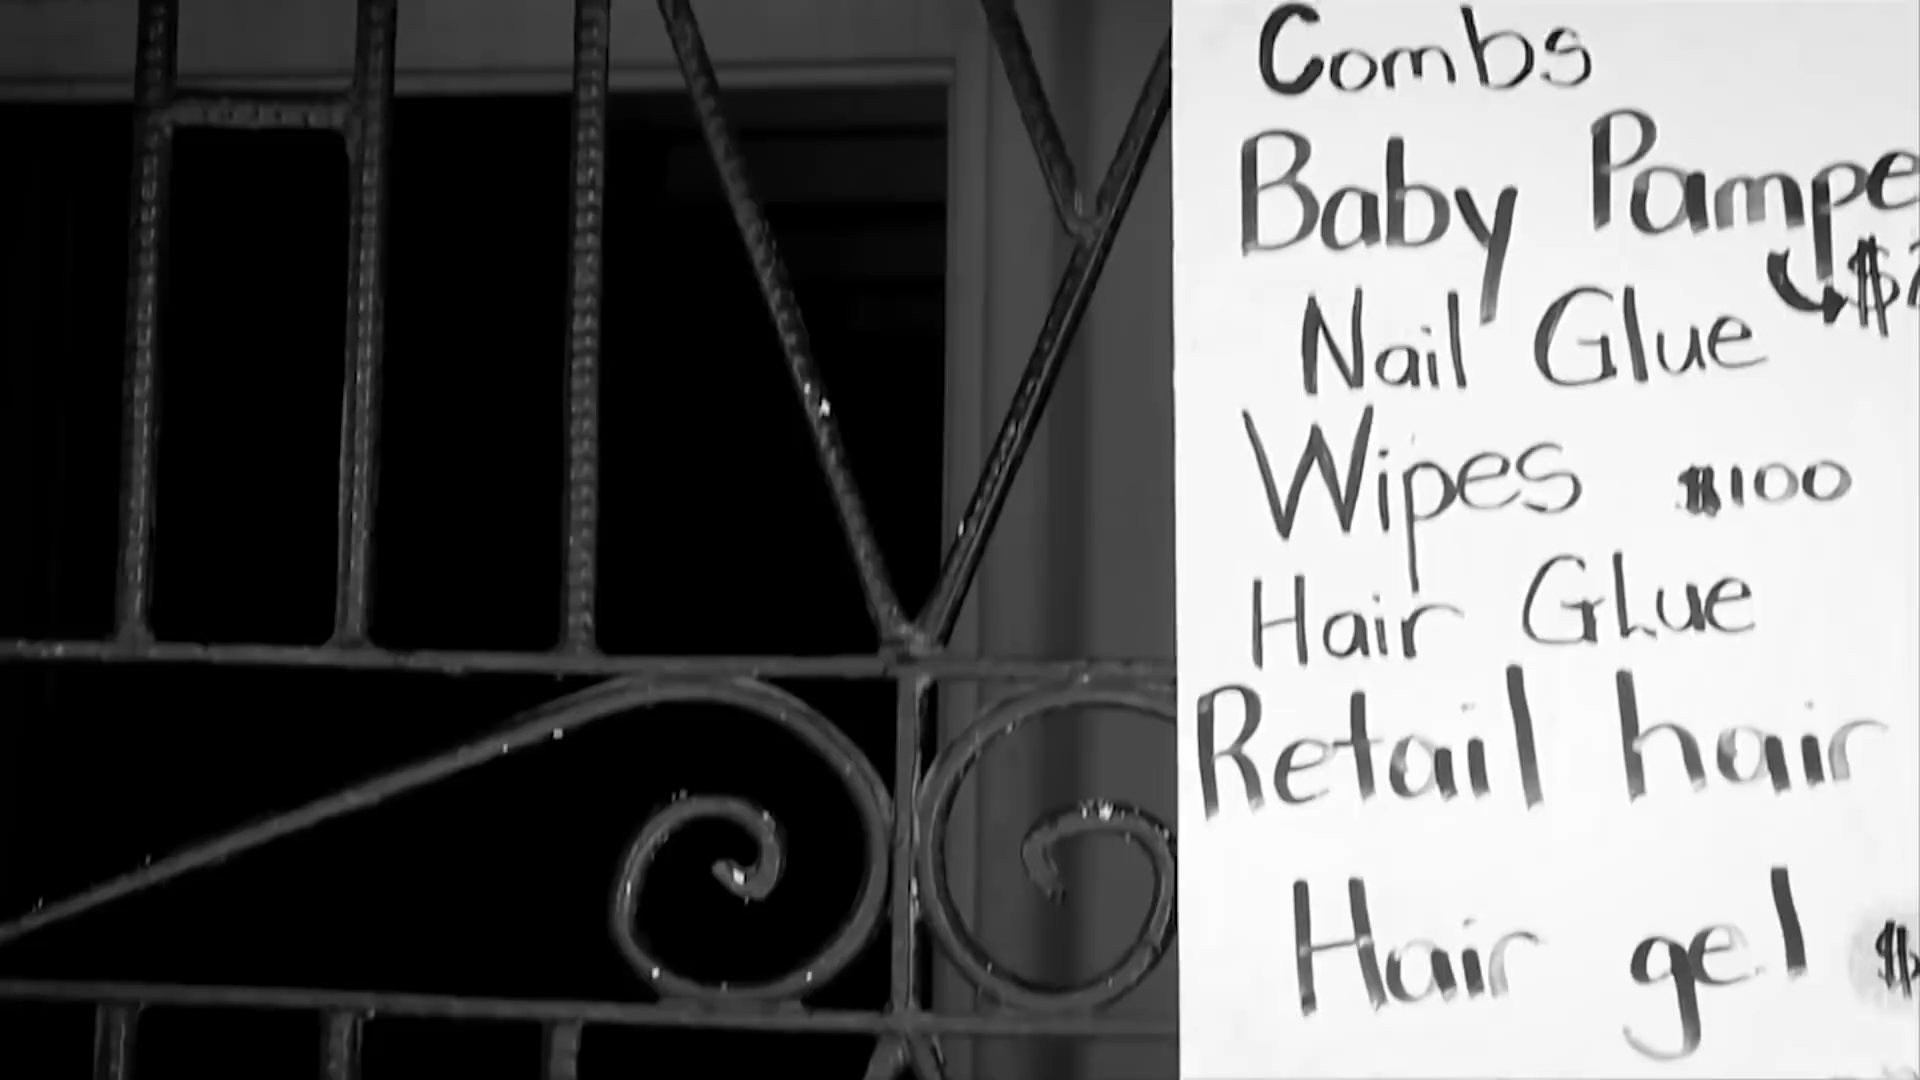 Combs
Baby Pampe
$
Nail Glue
Wipes $100
Hair Glue
Retail hair
Hair gel $